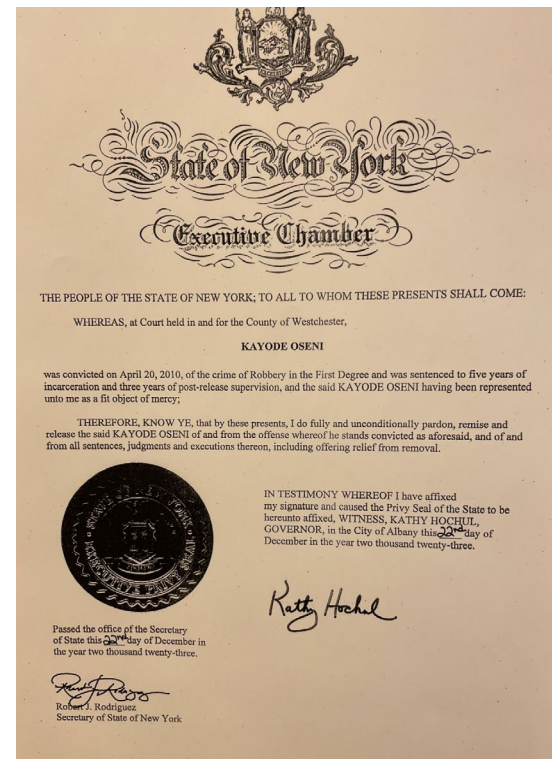 State of New York
Executive Chamber
THE PEOPLE OF THE STATE OF NEW YORK; TO ALL TO WHOM THESE PRESENTS SHALL COME:
WHEREAS, at Court held in and for the County of Westchester,
KAYODE OSENI
was convicted on April 20, 2010, of the crime of Robbery in the First Degree and was sentenced to five years of
incarceration and three years of post-release supervision, and the said KAYODE OSENI having been represented
unto me as a fit object of mercy;
THEREFORE, KNOW YE, that by these presents, I do fully and unconditionally pardon, remise and
release the said KAYODE OSENI of and from the offense whereof he stands convicted as aforesaid, and of and
from all sentences, judgments and executions thereon, including offering relief from removal.
STATE OF NEW YORK
EXECUTIVE PRIVY SEAL
IN TESTIMONY WHEREOF I have affixed
my signature and caused the Privy Seal of the State to be
hereunto affixed, WITNESS, KATHY HOCHUL,
GOVERNOR, in the City of Albany this 22nd day of
December in the year two thousand twenty-three.
Kathy Hochul
Passed the office of the Secretary
of State this 22nd day of December in
the year two thousand twenty-three.
Robert J. Rodriguez
Secretary of State of New York